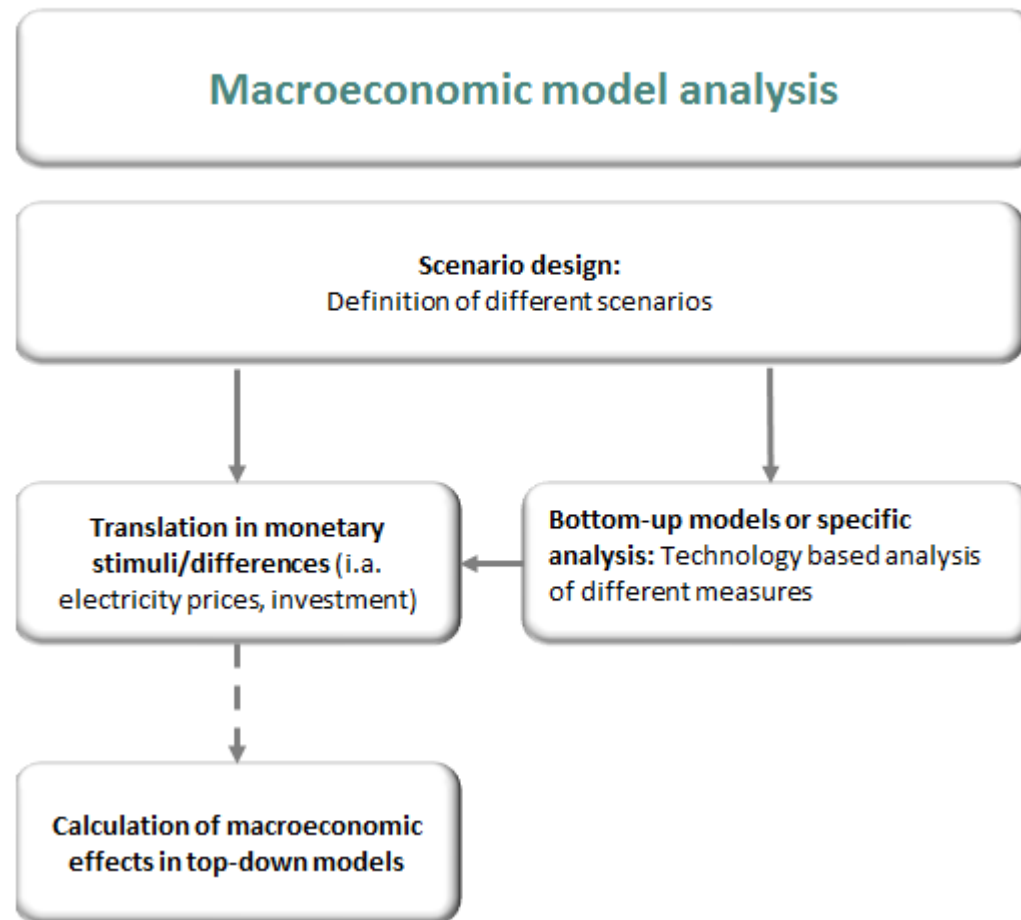 Macroeconomic model analysis
Scenario design:
Definition of different scenarios
Translation in monetary
stimuli/differences (i.a.
electricity prices, investment)
Bottom-up models or specific
analysis: Technology based analysis
of different measures
Calculation of macroeconomic
effects in top-down models